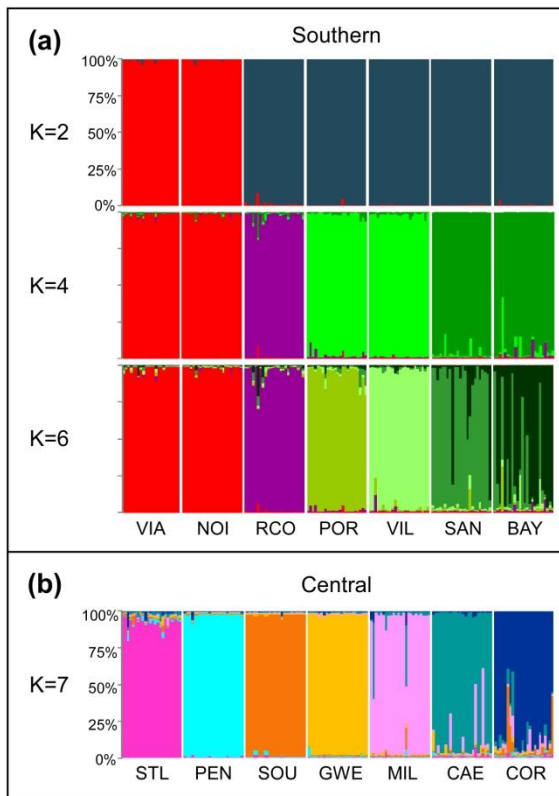 (a) Southern
100%
75%
K=2
50%
25%
0%
K=4
K=6
VIA NOI RCO POR VIL SAN BAY
(b) Central
100%
75%
K=7
50%
25%
0%
STL PEN SOU GWE MIL CAE COR